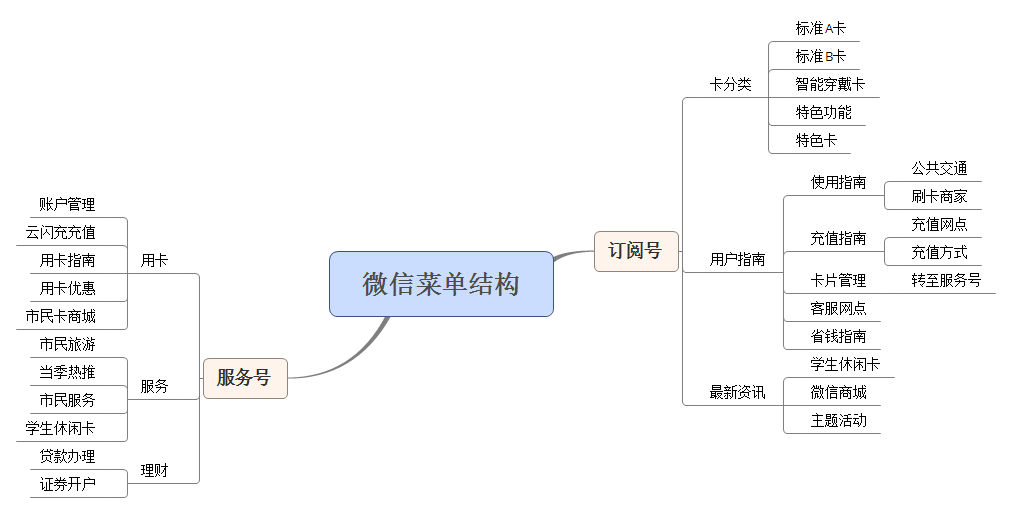 微信菜单结构
订阅号
卡分类
标准A卡
标准B卡
智能穿戴卡
特色功能
特色卡
用户指南
使用指南
公共交通
刷卡商家
充值指南
充值网点
充值方式
卡片管理
转至服务号
客服网点
省钱指南
最新资讯
学生休闲卡
微信商城
主题活动
服务号
用卡
账户管理
云闪充充值
用卡指南
用卡优惠
市民卡商城
服务
市民旅游
当季热推
市民服务
学生休闲卡
理财
贷款办理
证券开户